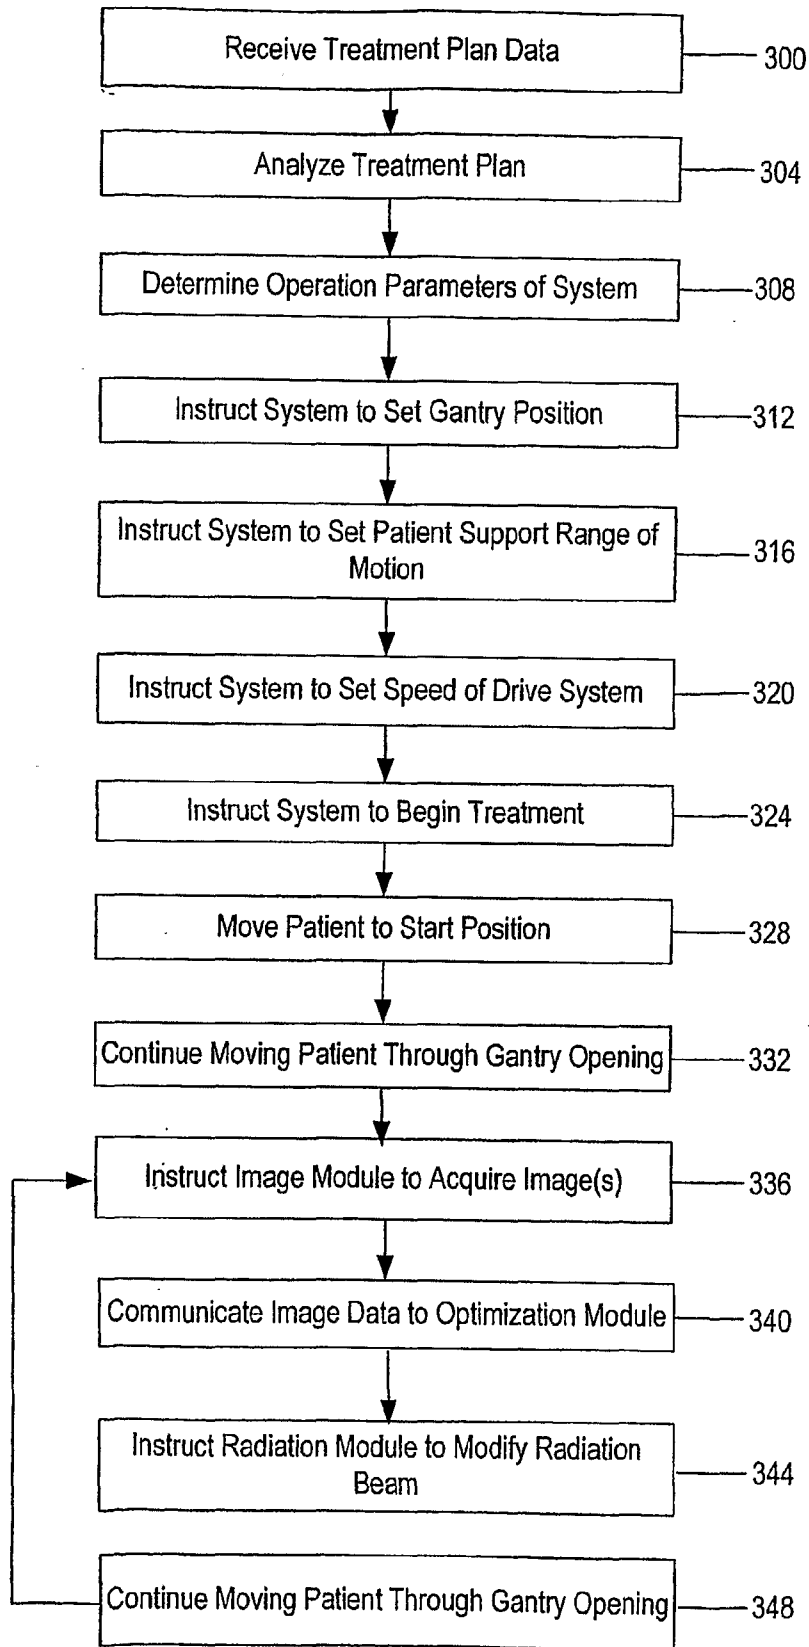 Receive Treatment Plan Data
300
Analyze Treatment Plan
304
Determine Operation Parameters of System
308
Instruct System to Set Gantry Position
312
Instruct System to Set Patient Support Range of
Motion
316
Instruct System to Set Speed of Drive System
320
Instruct System to Begin Treatment
324
Move Patient to Start Position
328
Continue Moving Patient Through Gantry Opening
332
Instruct Image Module to Acquire Image(s)
336
Communicate Image Data to Optimization Module
340
Instruct Radiation Module to Modify Radiation
Beam
344
Continue Moving Patient Through Gantry Opening
348